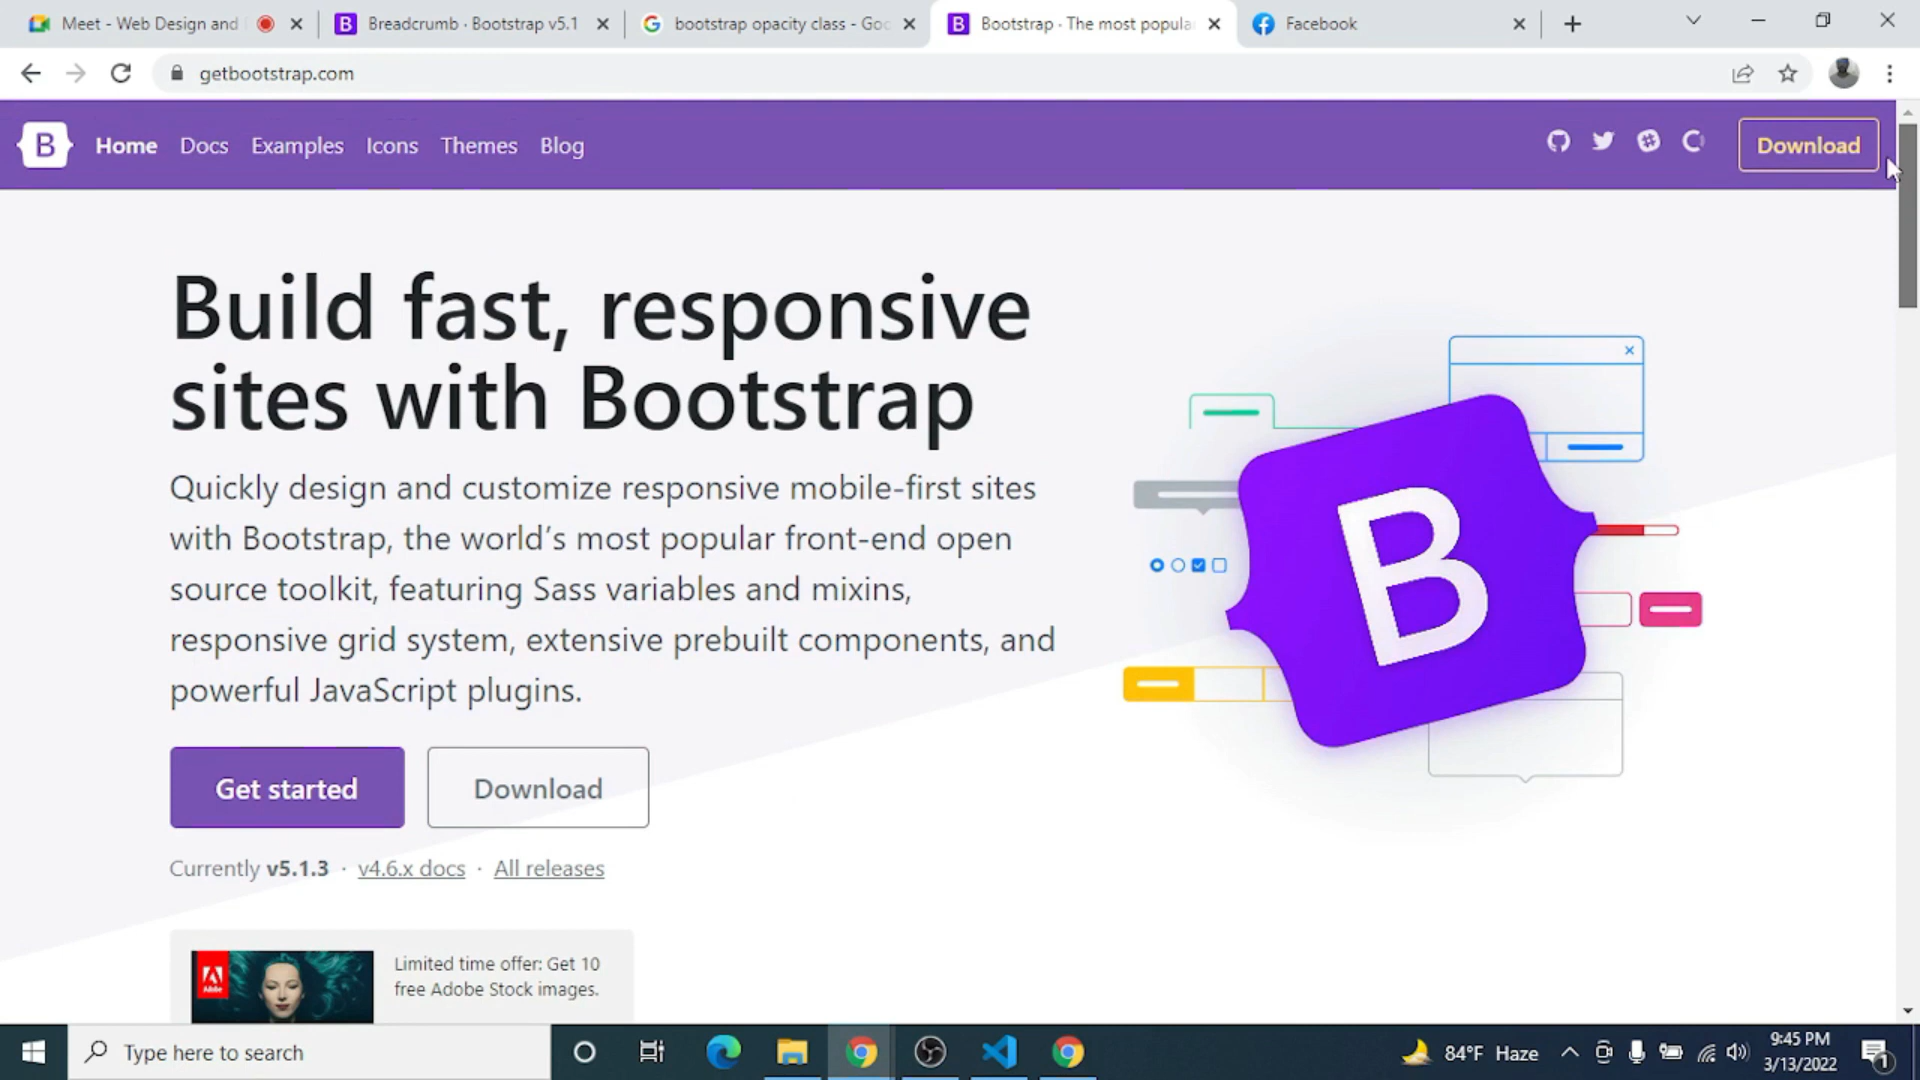 Meet - Web Design and
Breadcrumb · Bootstrap v5.1
bootstrap opacity class - Goo
Bootstrap · The most popular
Facebook
getbootstrap.com
B
Home
Docs
Examples
Icons
Themes
Blog
Download
Build fast, responsive
sites with Bootstrap
Quickly design and customize responsive mobile-first sites
with Bootstrap, the world’s most popular front-end open
source toolkit, featuring Sass variables and mixins,
responsive grid system, extensive prebuilt components, and
powerful JavaScript plugins.
B
Get started
Download
Currently v5.1.3 · v4.6.x docs · All releases
Adobe
Limited time offer: Get 10
free Adobe Stock images.
Type here to search
84°F Haze
9:45 PM
3/13/2022
1